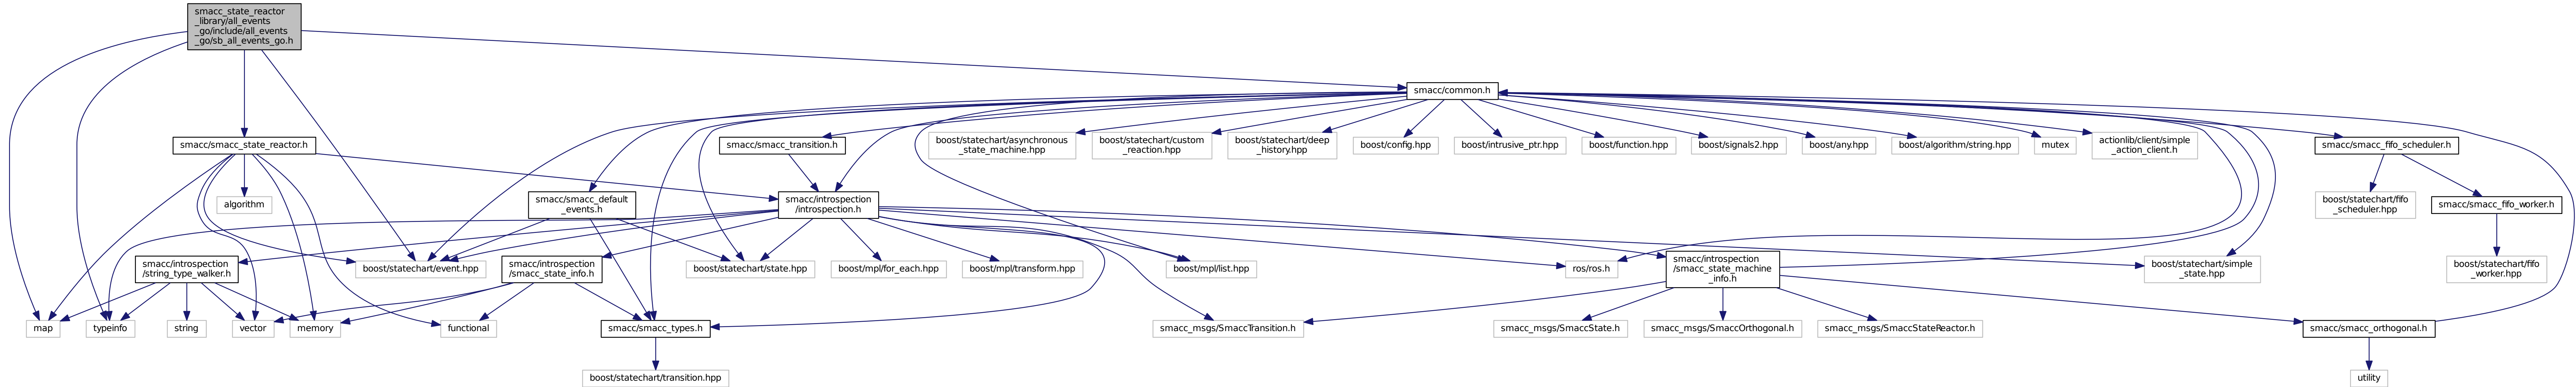 smacc_state_reactor
_library/all_events
_go/include/all_events
_go/sb_all_events_go.h
smacc/common.h
smacc/smacc_state_reactor.h
smacc/smacc_transition.h
boost/statechart/asynchronous
_state_machine.hpp
boost/statechart/custom
_reaction.hpp
boost/statechart/deep
_history.hpp
boost/config.hpp
boost/intrusive_ptr.hpp
boost/function.hpp
boost/signals2.hpp
boost/any.hpp
boost/algorithm/string.hpp
mutex
actionlib/client/simple
_action_client.h
smacc/smacc_fifo_scheduler.h
algorithm
smacc/smacc_default
_events.h
smacc/introspection
/introspection.h
boost/statechart/fifo
_scheduler.hpp
smacc/smacc_fifo_worker.h
smacc/introspection
/string_type_walker.h
boost/statechart/event.hpp
smacc/introspection
/smacc_state_info.h
boost/statechart/state.hpp
boost/mpl/for_each.hpp
boost/mpl/transform.hpp
boost/mpl/list.hpp
ros/ros.h
smacc/introspection
/smacc_state_machine
_info.h
boost/statechart/simple
_state.hpp
boost/statechart/fifo
_worker.hpp
map
typeinfo
string
vector
memory
functional
smacc/smacc_types.h
smacc_msgs/SmaccTransition.h
smacc_msgs/SmaccState.h
smacc_msgs/SmaccOrthogonal.h
smacc_msgs/SmaccStateReactor.h
smacc/smacc_orthogonal.h
boost/statechart/transition.hpp
utility